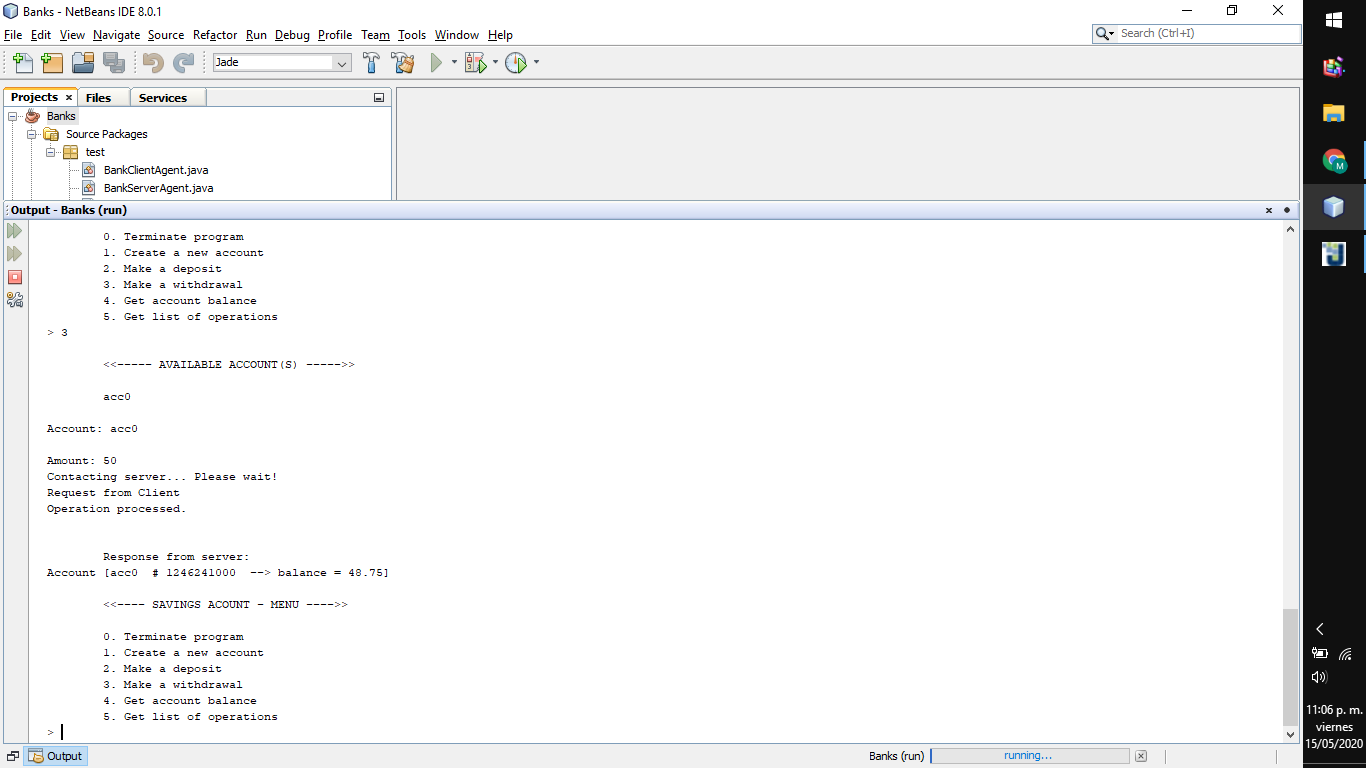 Banks - NetBeans IDE 8.0.1
File Edit View Navigate Source Refactor Run Debug Profile Team Tools Window Help
Search (Ctrl+I)
Jade
Projects Files Services
Banks
Source Packages
test
BankClientAgent.java
BankServerAgent.java
Output - Banks (run)
0. Terminate program
1. Create a new account
2. Make a deposit
3. Make a withdrawal
4. Get account balance
5. Get list of operations
> 3
<<----- AVAILABLE ACCOUNT(S) ----->>
acc0
Account: acc0
Amount: 50
Contacting server... Please wait!
Request from Client
Operation processed.
Response from server:
Account [acc0  # 1246241000  --> balance = 48.75]
<<---- SAVINGS ACOUNT - MENU ---->>
0. Terminate program
1. Create a new account
2. Make a deposit
3. Make a withdrawal
4. Get account balance
5. Get list of operations
>
Output
Banks (run)
running...
11:06 p. m.
viernes
15/05/2020